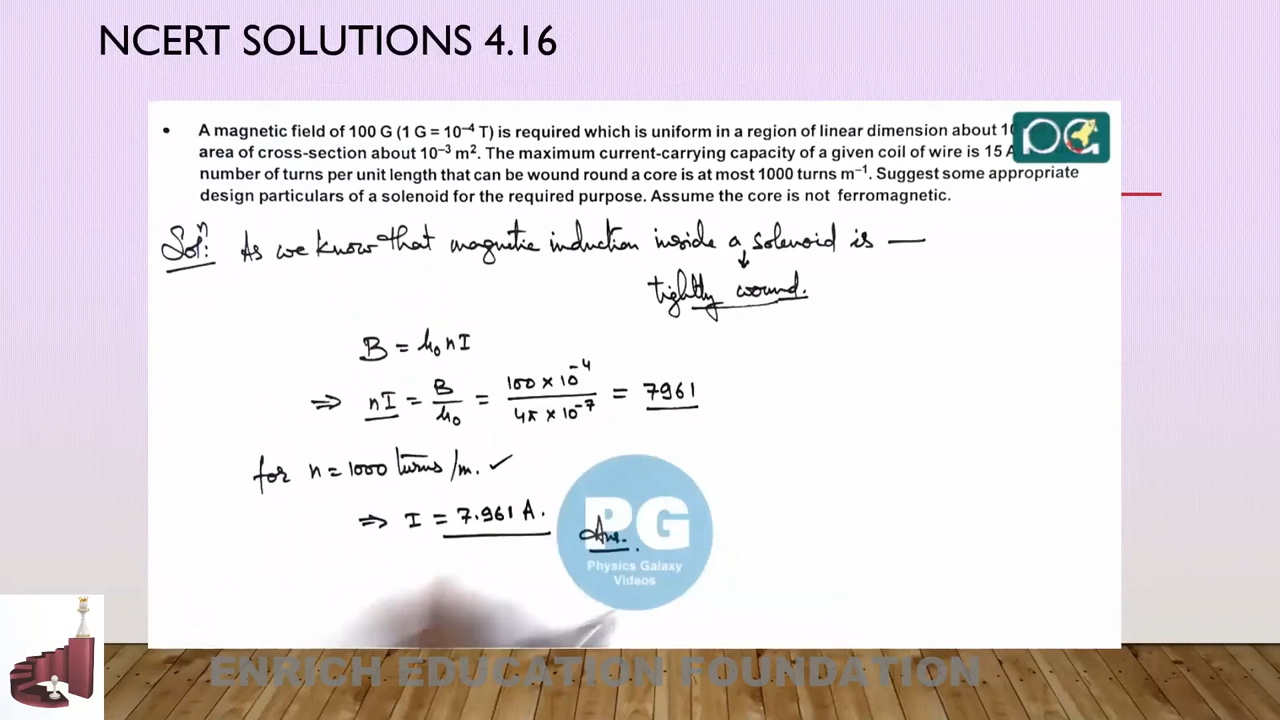 NCERT SOLUTIONS 4.16
• A magnetic field of 100 G (1 G = 10⁻⁴ T) is required which is uniform in a region of linear dimension about
area of cross-section about 10⁻³ m². The maximum current-carrying capacity of a given coil of wire is 15
number of turns per unit length that can be wound round a core is at most 1000 turns m⁻¹. Suggest some appropriate
design particulars of a solenoid for the required purpose. Assume the core is not ferromagnetic.
Solⁿ: As we know that magnetic induction inside a solenoid is —
↓
tightly wound.
B = μ₀nI
⇒ nI = B/μ₀ = 100 × 10⁻⁴ / 4π × 10⁻⁷ = 7961
for n = 1000 turns/m. ✓
⇒ I = 7.961 A. Ans.
PG
Physics Galaxy
Videos
ENRICH EDUCATION FOUNDATION